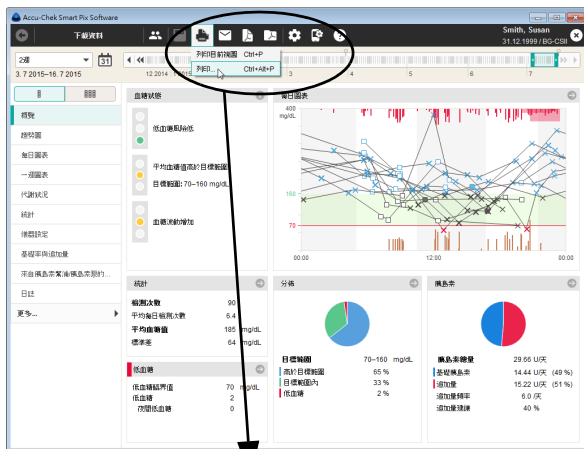 Accu-Chek Smart Pix Software
下載資料
Smith, Susan
31.12.1999 / BG-CSII
列印目前視圖 Ctrl+P
列印... Ctrl+Alt+P
2週
31
3. 7 2015–16. 7 2015
12 2014
3 4 5 6 7
概覽
趨勢圖
每日圖表
一週圖表
代謝狀況
統計
儀器設定
基礎率與追加量
來自胰島素幫浦/胰島素預約...
日誌
更多...
血糖狀態
低血糖風險低
平均血糖值高於目標範圍
目標範圍: 70–160 mg/dL
血糖波動增加
每日圖表
400
mg/dL
160
70
00:00 12:00 00:00
統計
檢測次數 90
平均每日檢測次數 6.4
平均血糖值 185 mg/dL
標準差 64 mg/dL
低血糖
低血糖臨界值 70 mg/dL
低血糖 2
夜間低血糖 0
分佈
目標範圍 70–160 mg/dL
高於目標範圍 65 %
目標範圍內 33 %
低血糖 2 %
胰島素
胰島素總量 29.66 U/天
基礎胰島素 14.44 U/天 (49 %)
追加量 15.22 U/天 (51 %)
追加量頻率 6.0 /天
追加量建議 40 %